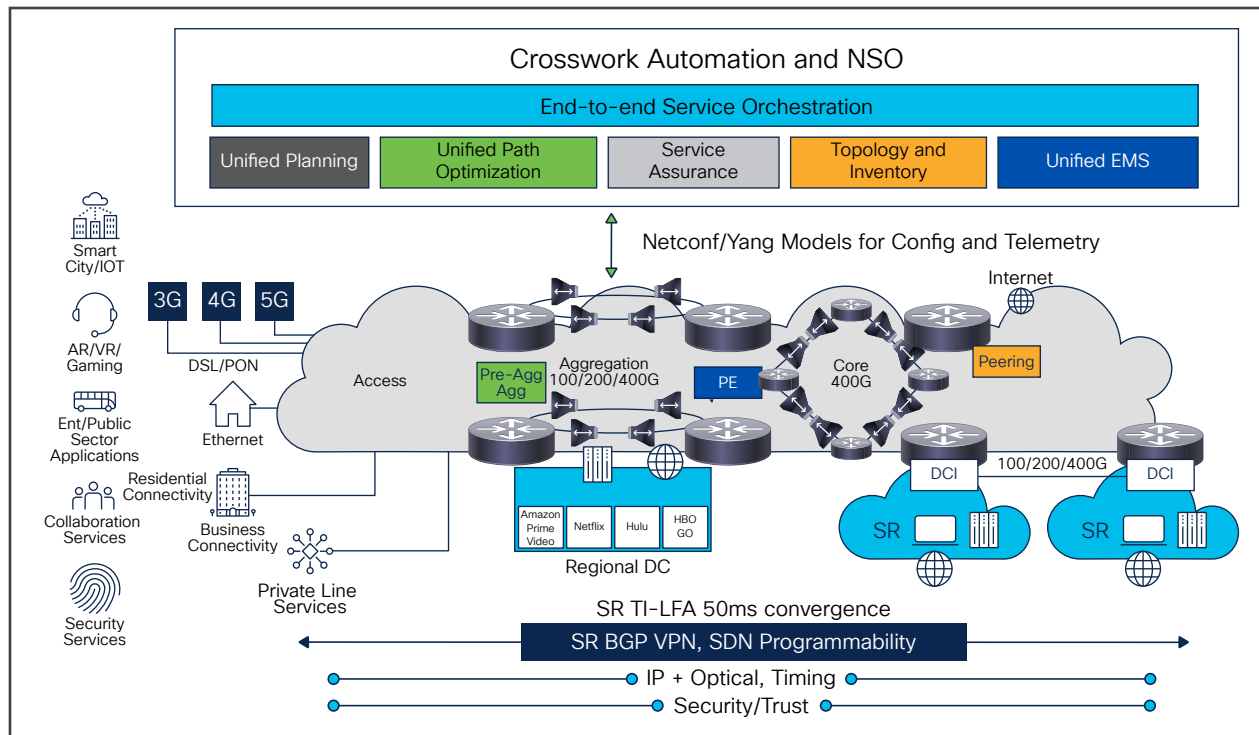 Crosswork Automation and NSO
End-to-end Service Orchestration
Unified Planning
Unified Path
Optimization
Service
Assurance
Topology and
Inventory
Unified EMS
Netconf/Yang Models for Config and Telemetry
Smart
City/IOT
AR/VR/
Gaming
Ent/Public
Sector
Applications
Collaboration
Services
Security
Services
3G
4G
5G
DSL/PON
Ethernet
Residential
Connectivity
Business
Connectivity
Private Line
Services
Access
Pre-Agg
Agg
Aggregation
100/200/400G
PE
Core
400G
Internet
Peering
DCI
100/200/400G
DCI
SR
SR
Amazon
Prime
Video
Netflix
Hulu
HBO
GO
Regional DC
SR TI-LFA 50ms convergence
SR BGP VPN, SDN Programmability
IP + Optical, Timing
Security/Trust